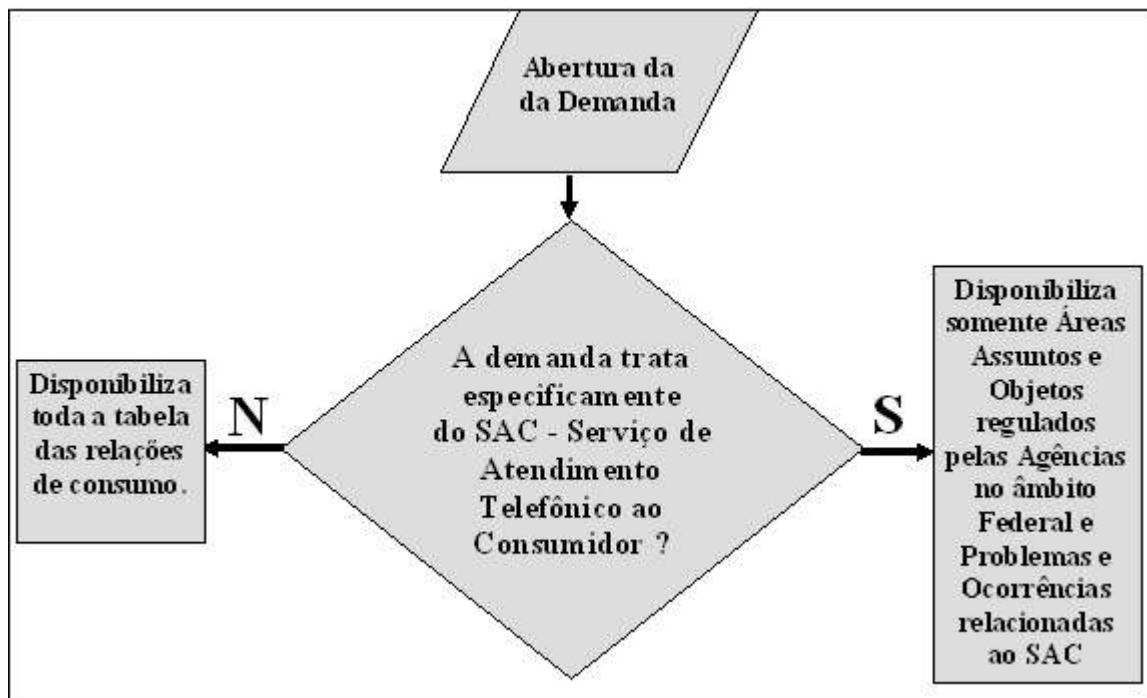 Abertura da
da Demanda
A demanda trata
especificamente
do SAC - Serviço de
Atendimento
Telefônico ao
Consumidor ?
N
Disponibiliza
toda a tabela
das relações
de consumo.
S
Disponibiliza
somente Áreas
Assuntos e
Objetos
regulados
pelas Agências
no âmbito
Federal e
Problemas e
Ocorrências
relacionadas
ao SAC